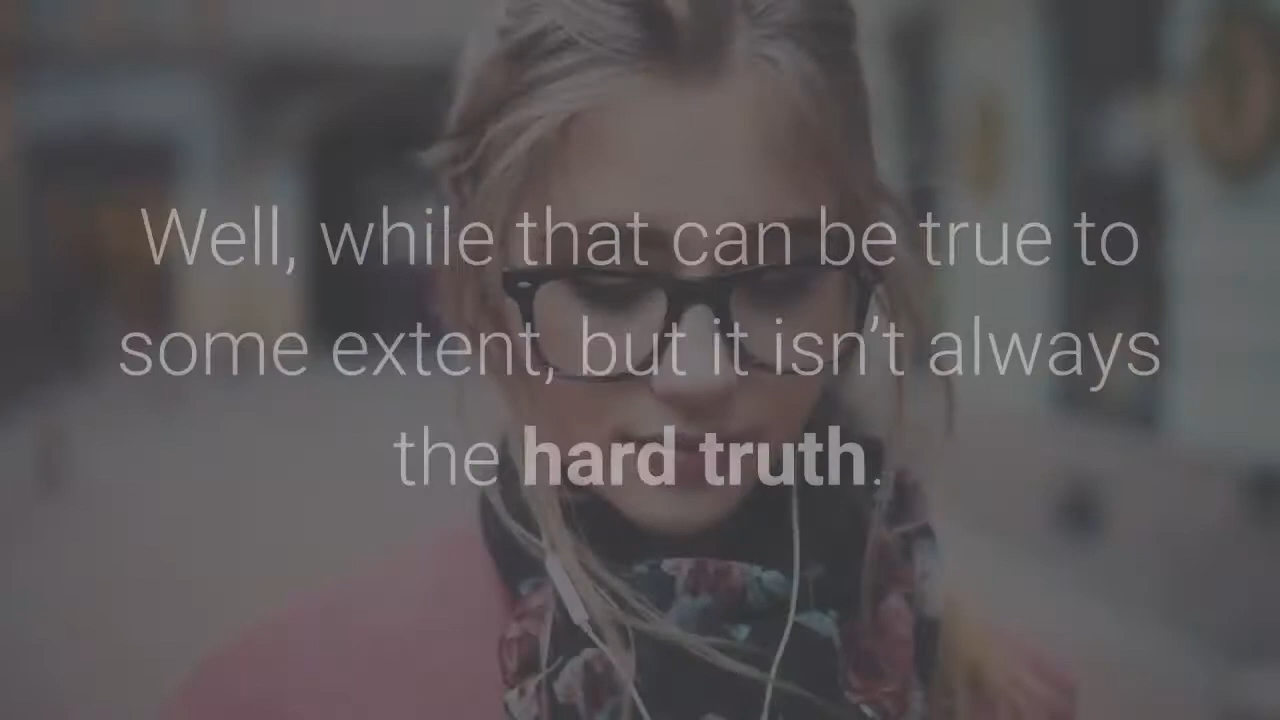 Well, while that can be true to
some extent, but it isn’t always
the hard truth.